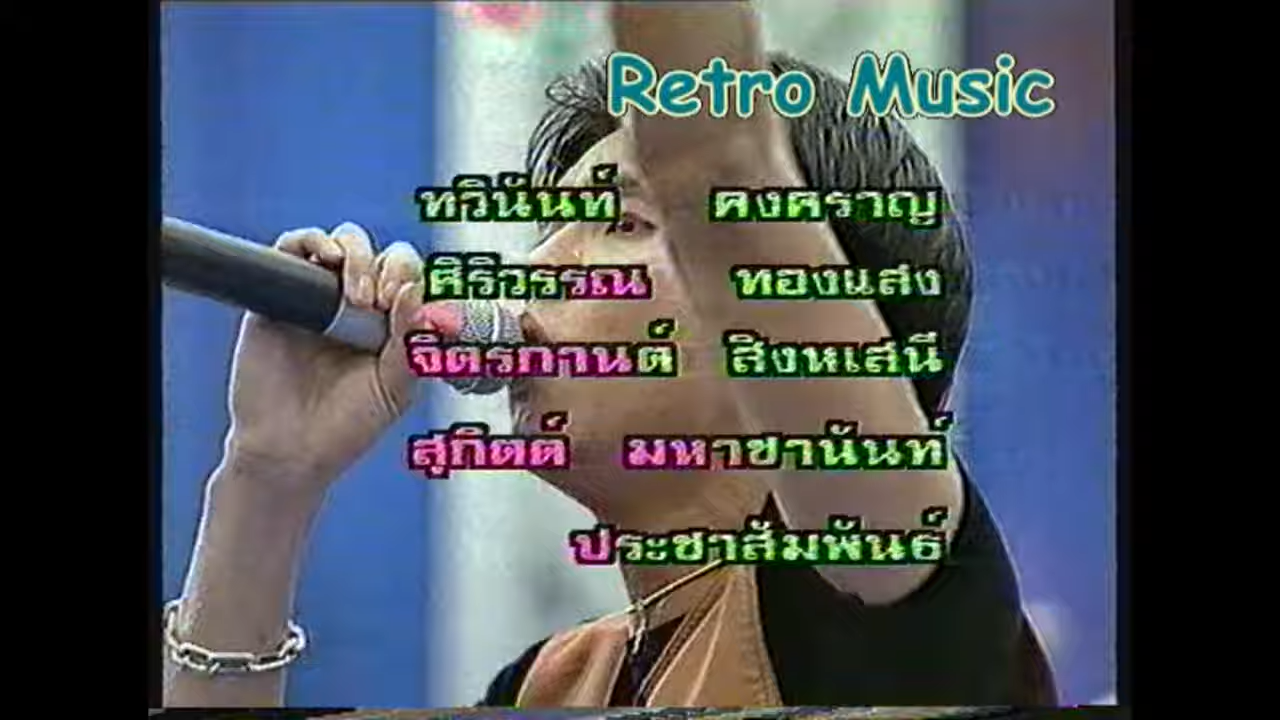 Retro Music
ทวินันท์ คงคราญ
ศิริวรรณ ทองแสง
จิตรกานต์ สิงหเสนี
สุกิตต์ มหาชานันท์
ประชาสัมพันธ์